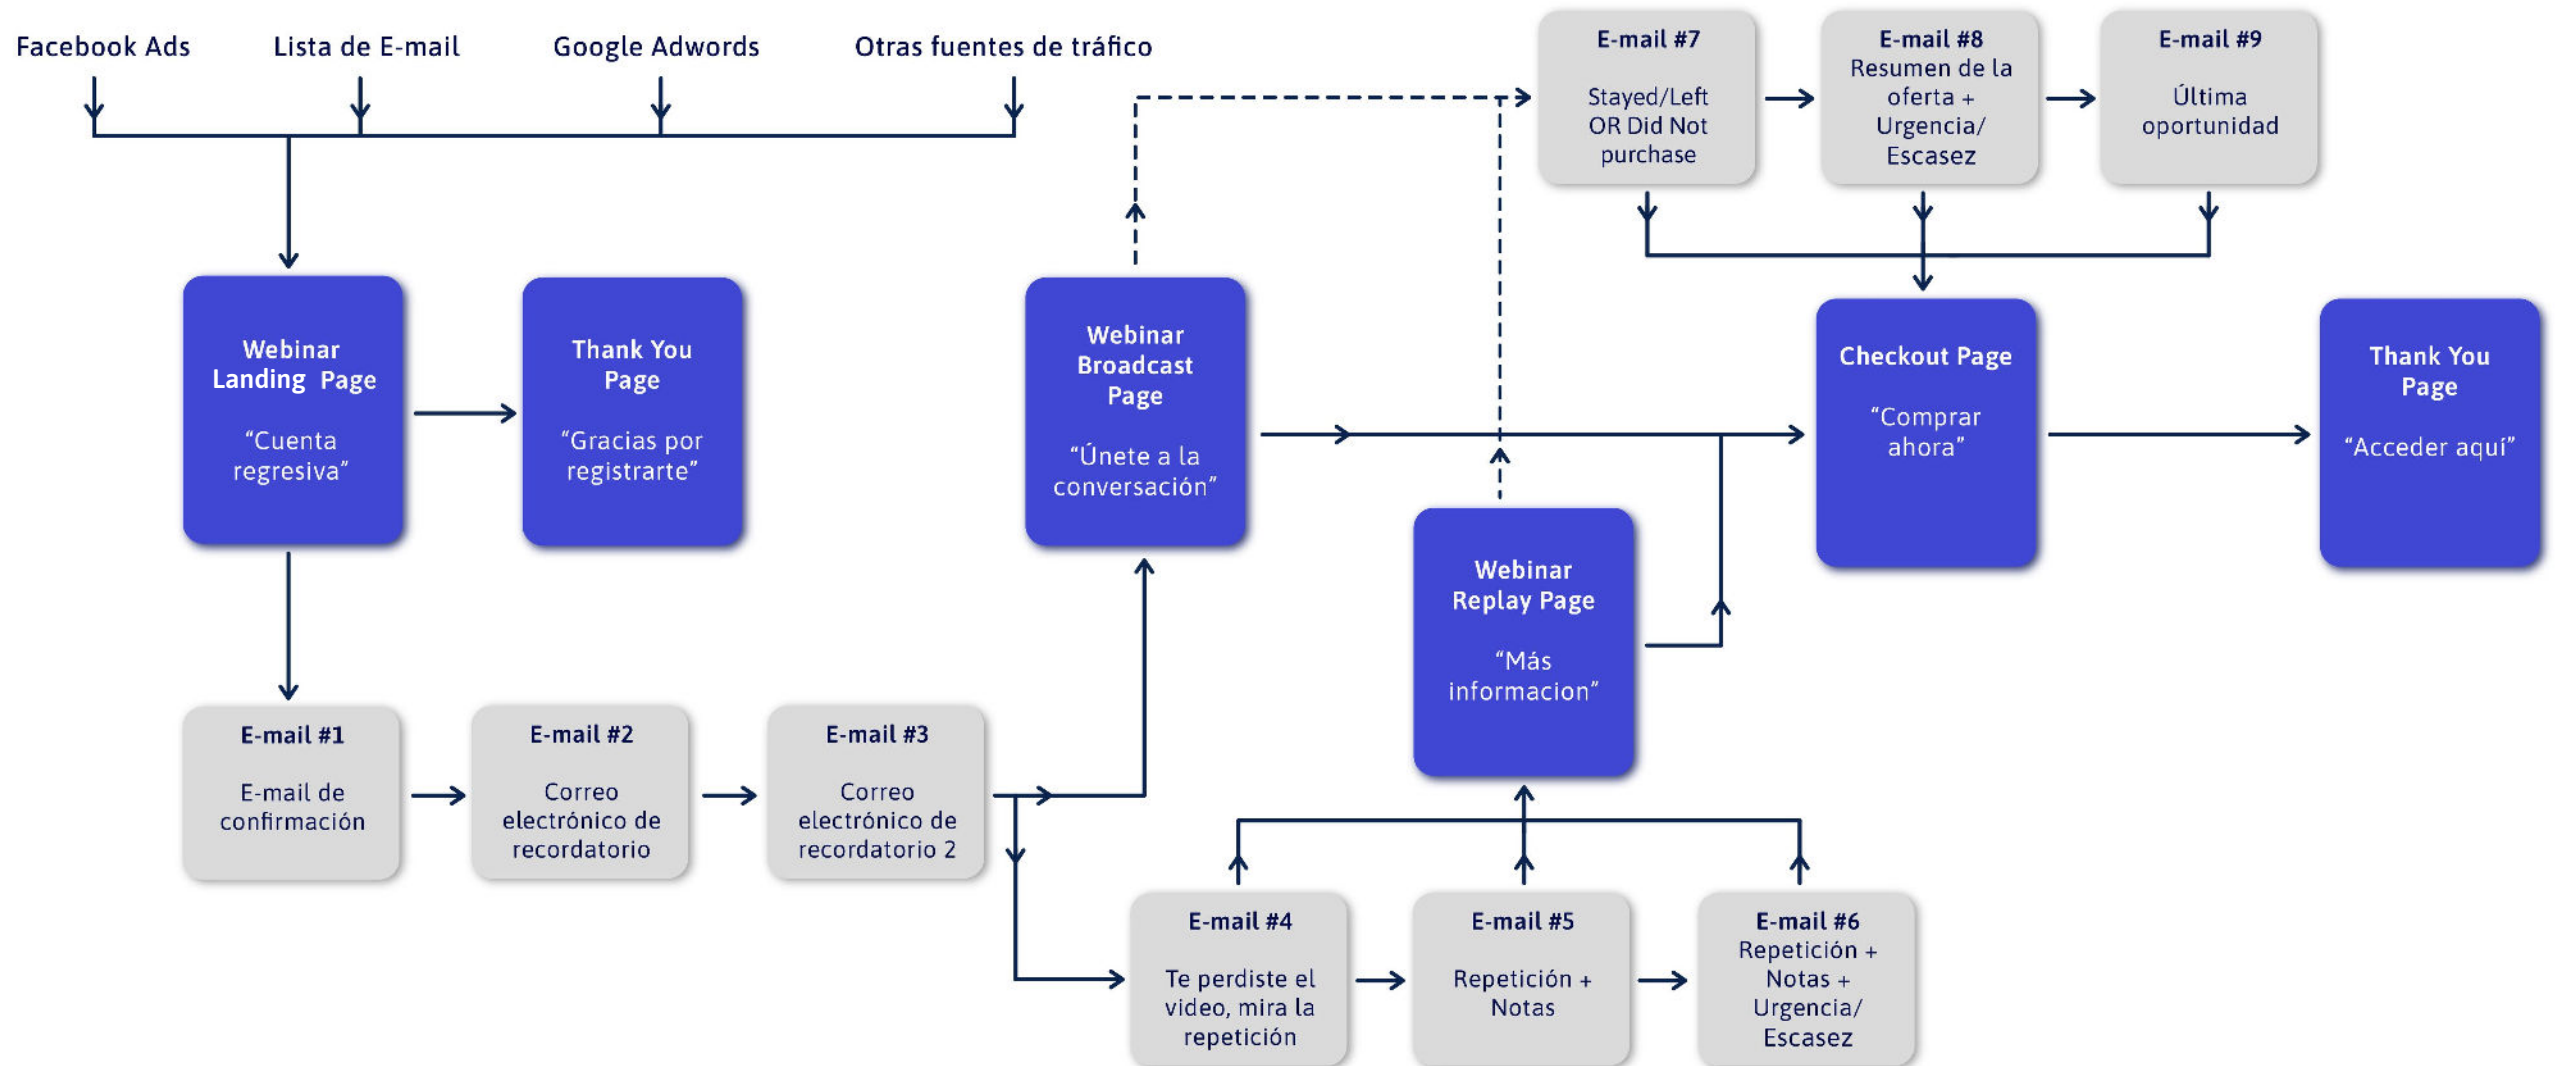 Facebook Ads
Lista de E-mail
Google Adwords
Otras fuentes de tráfico
E-mail #7
Stayed/Left
OR Did Not
purchase
E-mail #8
Resumen de la
oferta +
Urgencia/
Escasez
E-mail #9
Última
oportunidad
Webinar
Landing Page
“Cuenta
regresiva”
Thank You
Page
“Gracias por
registrarte”
Webinar
Broadcast
Page
“Únete a la
conversación”
Checkout Page
“Comprar
ahora”
Thank You
Page
“Acceder aquí”
Webinar
Replay Page
“Más
informacion”
E-mail #1
E-mail de
confirmación
E-mail #2
Correo
electrónico de
recordatorio
E-mail #3
Correo
electrónico de
recordatorio 2
E-mail #4
Te perdiste el
video, mira la
repetición
E-mail #5
Repetición +
Notas
E-mail #6
Repetición +
Notas +
Urgencia/
Escasez